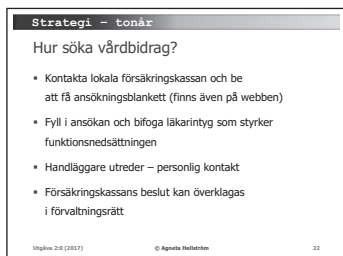 Strategi – tonår
Hur söka vårdbidrag?
▪ Kontakta lokala försäkringskassan och be
att få ansökningsblankett (finns även på webben)
▪ Fyll i ansökan och bifoga läkarintyg som styrker
funktionsnedsättningen
▪ Handläggare utreder – personlig kontakt
▪ Försäkringskassans beslut kan överklagas
i förvaltningsrätt
Utgåva 2:0 (2017) © Agneta Hellström 22